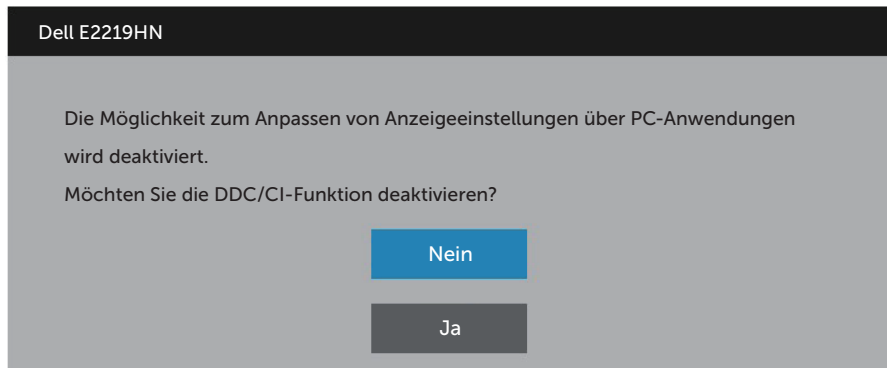 Dell E2219HN
Die Möglichkeit zum Anpassen von Anzeigeeinstellungen über PC-Anwendungen
wird deaktiviert.
Möchten Sie die DDC/CI-Funktion deaktivieren?
Nein
Ja